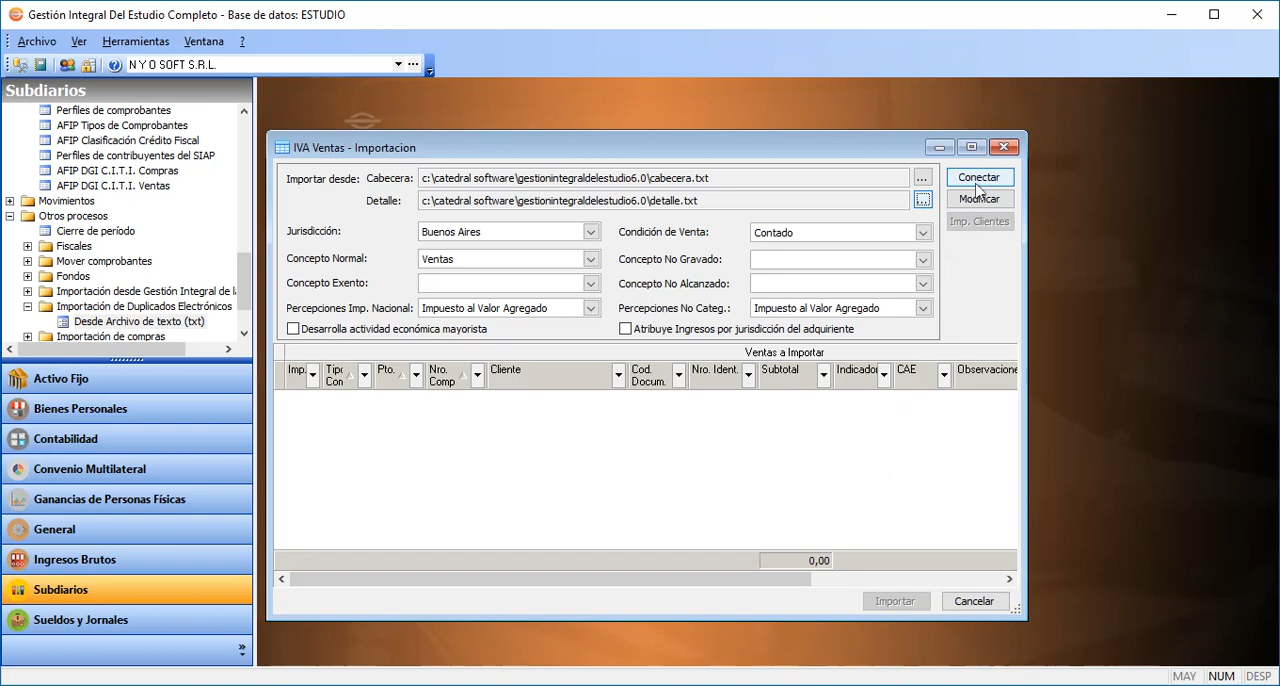 Gestión Integral Del Estudio Completo - Base de datos: ESTUDIO
Archivo Ver Herramientas Ventana ?
N Y O SOFT S.R.L.
Subdiarios
Perfiles de comprobantes
AFIP Tipos de Comprobantes
AFIP Clasificación Crédito Fiscal
Perfiles de contribuyentes del SIAP
AFIP DGI C.I.T.I. Compras
AFIP DGI C.I.T.I. Ventas
Movimientos
Otros procesos
Cierre de período
Fiscales
Mover comprobantes
Fondos
Importación desde Gestión Integral de l
Importación de Duplicados Electrónicos
Desde Archivo de texto (txt)
Importación de compras
Activo Fijo
Bienes Personales
Contabilidad
Convenio Multilateral
Ganancias de Personas Físicas
General
Ingresos Brutos
Subdiarios
Sueldos y Jornales
IVA Ventas - Importacion
Importar desde: Cabecera: c:\catedral software\gestionintegraldelestudio6.0\cabecera.txt ... Conectar
Detalle: c:\catedral software\gestionintegraldelestudio6.0\detalle.txt ... Modificar
Imp. Clientes
Jurisdicción: Buenos Aires Condición de Venta: Contado
Concepto Normal: Ventas Concepto No Gravado:
Concepto Exento: Concepto No Alcanzado:
Percepciones Imp. Nacional: Impuesto al Valor Agregado Percepciones No Categ.: Impuesto al Valor Agregado
Desarrolla actividad económica mayorista Atribuye Ingresos por jurisdicción del adquiriente
Ventas a Importar
Imp. Tipo Con Pto. Nro. Comp Cliente Cod. Docum. Nro. Ident. Subtotal Indicador CAE Observacione
0,00
Importar Cancelar
MAY NUM DESP